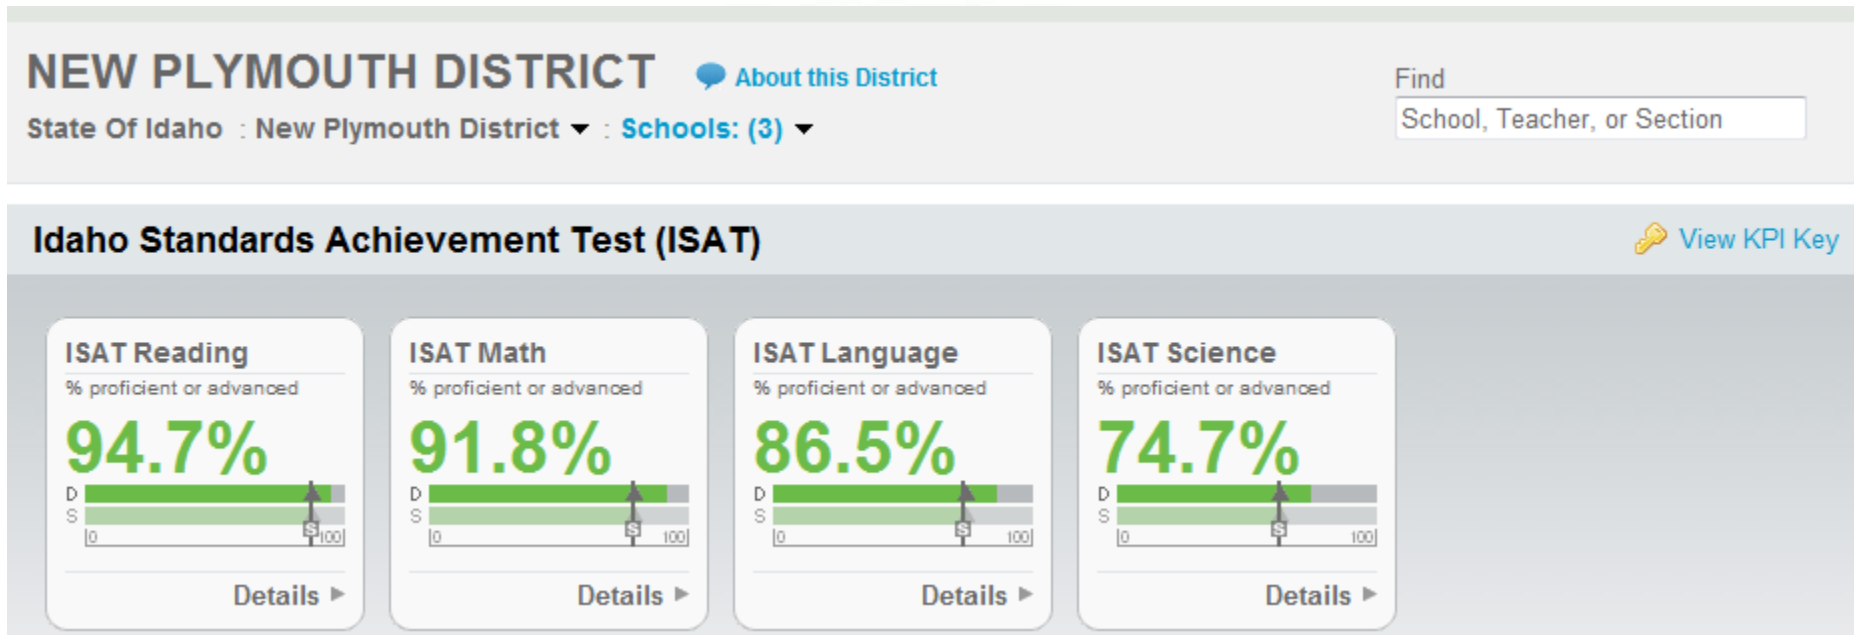 NEW PLYMOUTH DISTRICT About this District
Find
State Of Idaho : New Plymouth District : Schools: (3)
School, Teacher, or Section
Idaho Standards Achievement Test (ISAT)
View KPI Key
ISAT Reading
% proficient or advanced
94.7%
D
S
0 S 100
Details
ISAT Math
% proficient or advanced
91.8%
D
S
0 S 100
Details
ISAT Language
% proficient or advanced
86.5%
D
S
0 S 100
Details
ISAT Science
% proficient or advanced
74.7%
D
S
0 S 100
Details